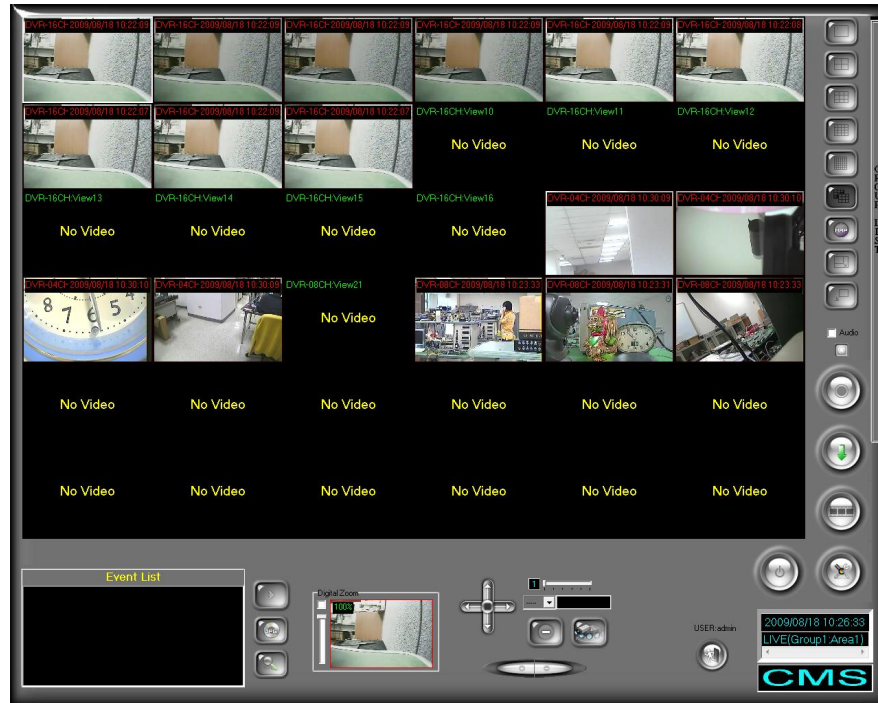 DVR-16CH-2009/08/18 10:22:09
DVR-16CH-2009/08/18 10:22:09
DVR-16CH-2009/08/18 10:22:09
DVR-16CH-2009/08/18 10:22:09
DVR-16CH-2009/08/18 10:22:09
DVR-16CH-2009/08/18 10:22:08
DVR-16CH-2009/08/18 10:22:07
DVR-16CH-2009/08/18 10:22:09
DVR-16CH-2009/08/18 10:22:07
DVR-16CH:View10
DVR-16CH:View11
DVR-16CH:View12
No Video
No Video
No Video
DVR-16CH:View13
DVR-16CH:View14
DVR-16CH:View15
DVR-16CH:View16
DVR-04CH-2009/08/18 10:30:09
DVR-04CH-2009/08/18 10:30:10
No Video
No Video
No Video
No Video
DVR-04CH-2009/08/18 10:30:10
DVR-04CH-2009/08/18 10:30:09
DVR-08CH:View21
DVR-08CH-2009/08/18 10:23:33
DVR-08CH-2009/08/18 10:23:31
DVR-08CH-2009/08/18 10:23:33
8 7 6 5
No Video
No Video
No Video
No Video
No Video
No Video
No Video
No Video
No Video
No Video
No Video
No Video
No Video
GROUP LIST
Audio
Event List
Digital Zoom
100%
1
-----
USER: admin
2009/08/18 10:26:33
LIVE(Group1:Area1)
CMS